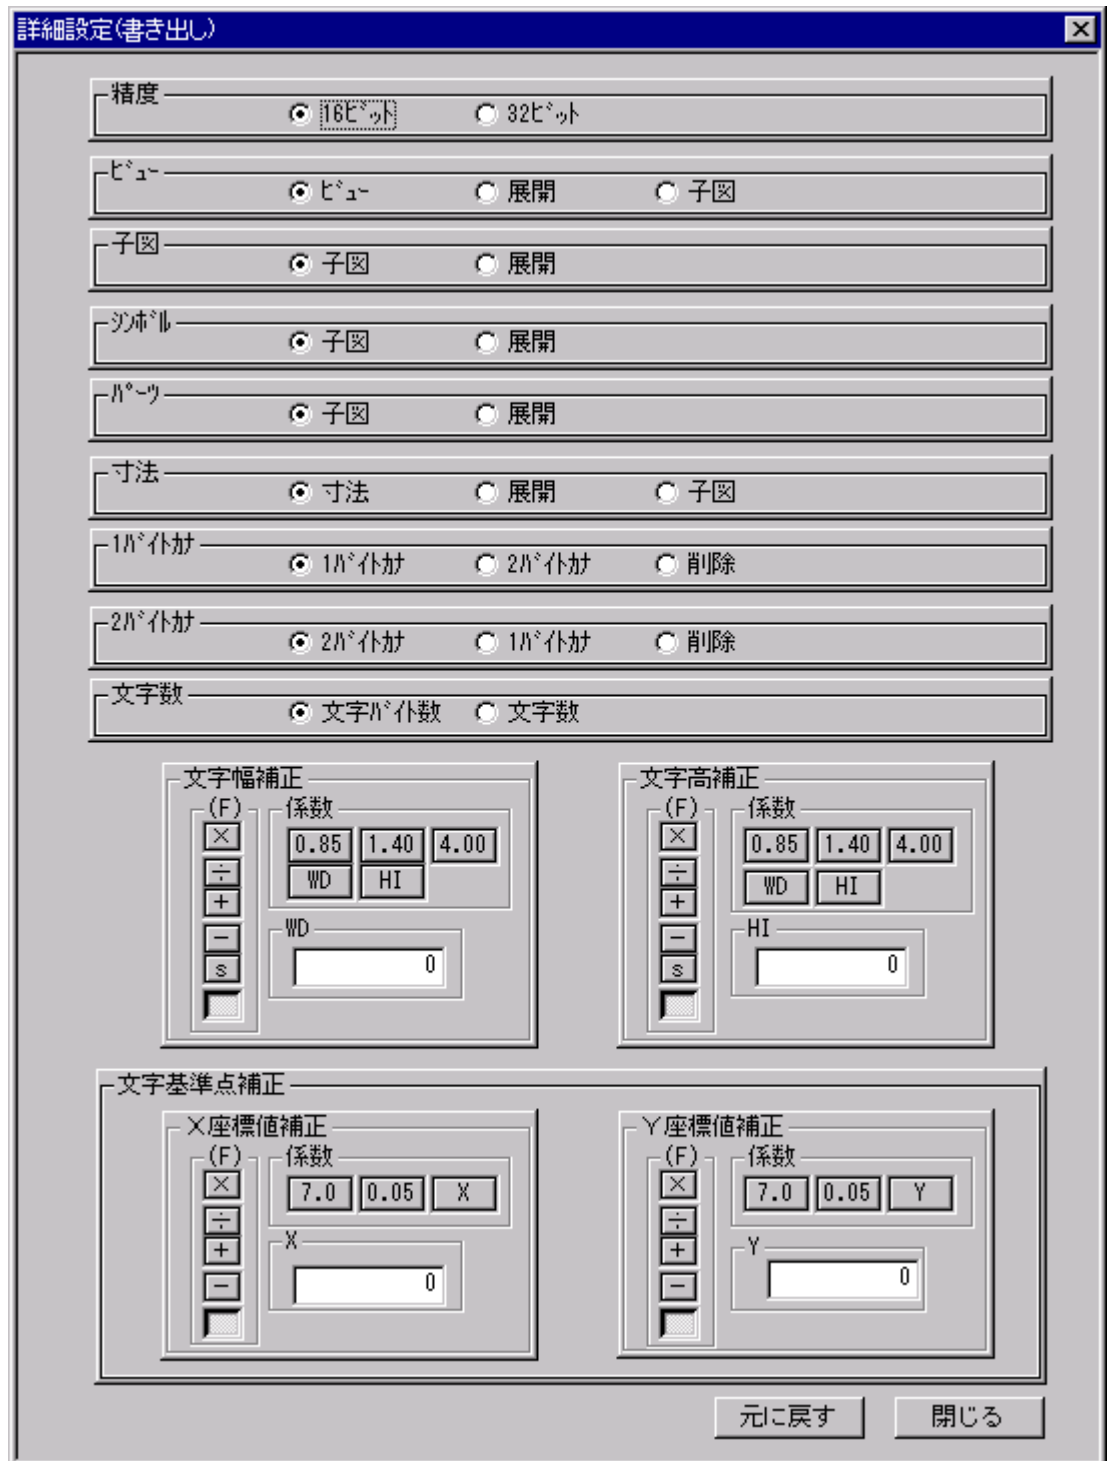 詳細設定(書き出し)
精度
16ﾋﾞｯﾄ 32ﾋﾞｯﾄ
ﾋﾞｭｰ
ﾋﾞｭｰ 展開 子図
子図
子図 展開
ｼﾝﾎﾞﾙ
子図 展開
ﾊﾟｰﾂ
子図 展開
寸法
寸法 展開 子図
1ﾊﾞｲﾄｶﾅ
1ﾊﾞｲﾄｶﾅ 2ﾊﾞｲﾄｶﾅ 削除
2ﾊﾞｲﾄｶﾅ
2ﾊﾞｲﾄｶﾅ 1ﾊﾞｲﾄｶﾅ 削除
文字数
文字ﾊﾞｲﾄ数 文字数
文字幅補正
(F)
×
÷
+
-
s
係数
0.85 1.40 4.00
WD HI
WD
0
文字高補正
(F)
×
÷
+
-
s
係数
0.85 1.40 4.00
WD HI
HI
0
文字基準点補正
X座標値補正
(F)
×
÷
+
-
係数
7.0 0.05 X
X
0
Y座標値補正
(F)
×
÷
+
-
係数
7.0 0.05 Y
Y
0
元に戻す 閉じる